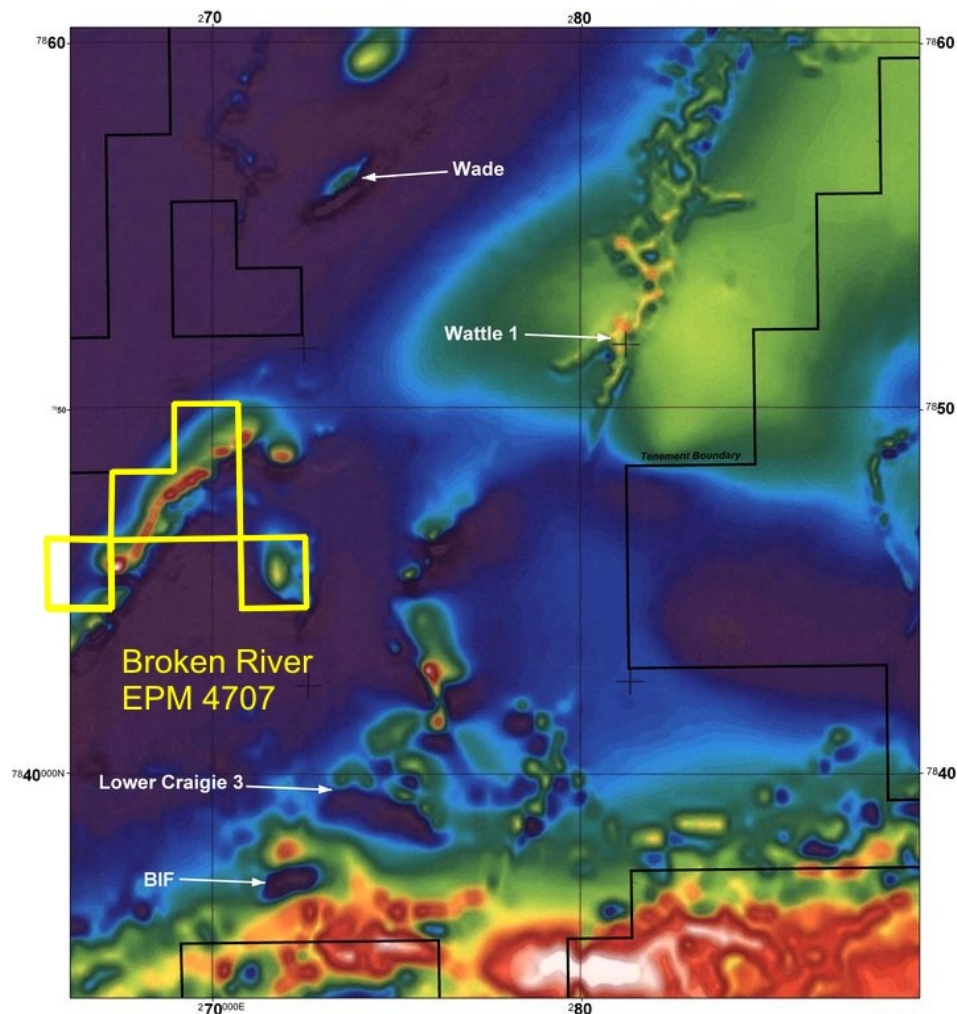 270 280
7860 7860
Wade
Wattle 1
7850 7850
Tenement Boundary
Broken River
EPM 4707
Lower Craigie 3
7840000N 7840
BIF
270000E 280